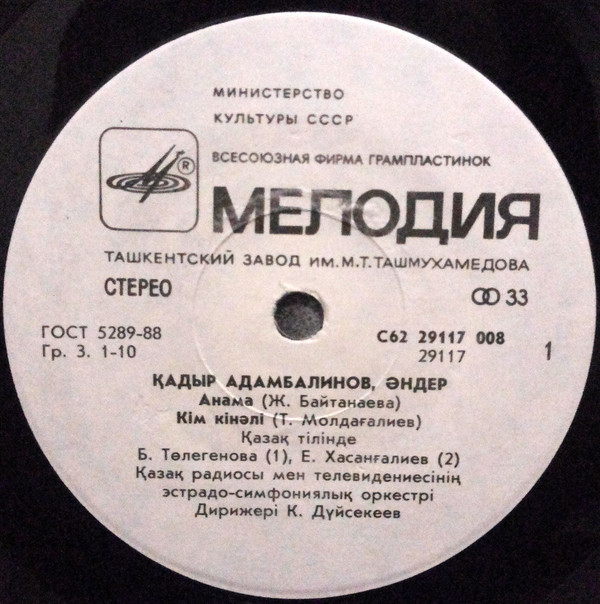 МИНИСТЕРСТВО
КУЛЬТУРЫ СССР
ВСЕСОЮЗНАЯ ФИРМА ГРАМПЛАСТИНОК
®
МЕЛОДИЯ
ТАШКЕНТСКИЙ ЗАВОД ИМ. М.Т.ТАШМУХАМЕДОВА
СТЕРЕО
33
ГОСТ 5289-88
Гр. 3. 1-10
С62 29117 008
29117
1
ҚАДЫР АДАМБАЛИНОВ, ӘНДЕР
Анама (Ж. Байтанаева)
Кім кінәлі (Т. Молдағалиев)
Қазақ тілінде
Б. Төлегенова (1), Е. Хасанғалиев (2)
Қазақ радиосы мен телевидениесінің
эстрадо-симфониялық оркестрі
Дирижері К. Дүйсекеев